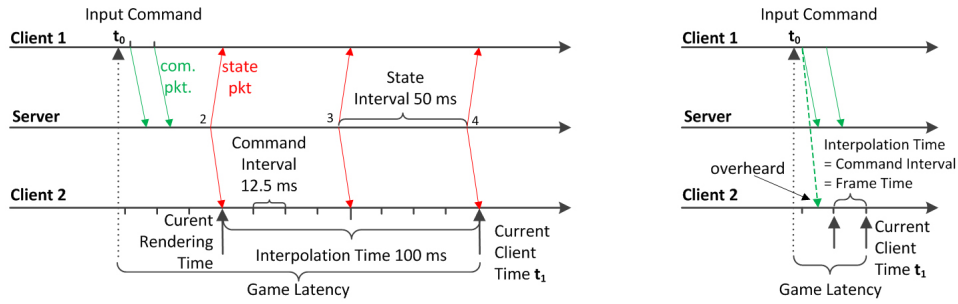 Input Command
Client 1
t0
com.
pkt.
state
pkt
State
Interval 50 ms
Server
2
3
4
Command
Interval
12.5 ms
Client 2
Curent
Rendering
Time
Interpolation Time 100 ms
Current
Client
Time t1
Game Latency
Input Command
Client 1
t0
Server
Interpolation Time
= Command Interval
= Frame Time
overheard
Client 2
Current
Client
Time t1
Game Latency